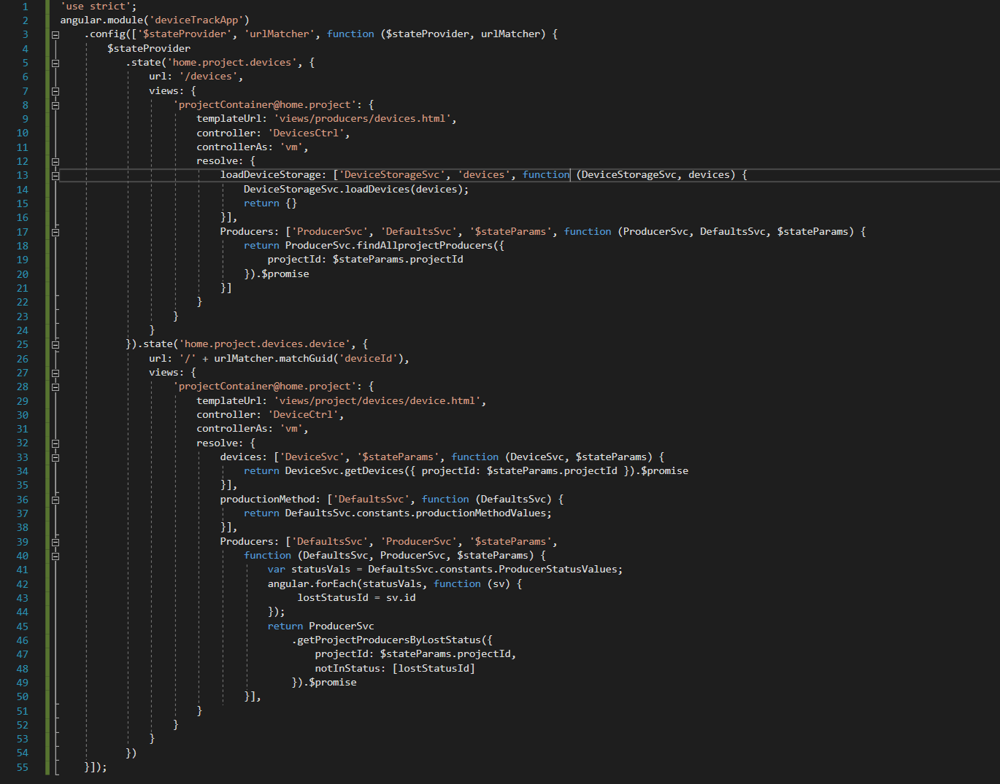 1 'use strict';
2 angular.module('deviceTrackApp')
3     .config(['$stateProvider', 'urlMatcher', function ($stateProvider, urlMatcher) {
4         $stateProvider
5            .state('home.project.devices', {
6                url: '/devices',
7                views: {
8                    'projectContainer@home.project': {
9                        templateUrl: 'views/producers/devices.html',
10                        controller: 'DevicesCtrl',
11                        controllerAs: 'vm',
12                        resolve: {
13                            loadDeviceStorage: ['DeviceStorageSvc', 'devices', function (DeviceStorageSvc, devices) {
14                                DeviceStorageSvc.loadDevices(devices);
15                                return {}
16                            }],
17                            Producers: ['ProducerSvc', 'DefaultsSvc', '$stateParams', function (ProducerSvc, DefaultsSvc, $stateParams) {
18                                return ProducerSvc.findAllprojectProducers({
19                                    projectId: $stateParams.projectId
20                                }).$promise
21                            }]
22                        }
23                    }
24                }
25            }).state('home.project.devices.device', {
26                url: '/' + urlMatcher.matchGuid('deviceId'),
27                views: {
28                    'projectContainer@home.project': {
29                        templateUrl: 'views/project/devices/device.html',
30                        controller: 'DeviceCtrl',
31                        controllerAs: 'vm',
32                        resolve: {
33                            devices: ['DeviceSvc', '$stateParams', function (DeviceSvc, $stateParams) {
34                                return DeviceSvc.getDevices({ projectId: $stateParams.projectId }).$promise
35                            }],
36                            productionMethod: ['DefaultsSvc', function (DefaultsSvc) {
37                                return DefaultsSvc.constants.productionMethodValues;
38                            }],
39                            Producers: ['DefaultsSvc', 'ProducerSvc', '$stateParams',
40                                function (DefaultsSvc, ProducerSvc, $stateParams) {
41                                    var statusVals = DefaultsSvc.constants.ProducerStatusValues;
42                                    angular.forEach(statusVals, function (sv) {
43                                         lostStatusId = sv.id
44                                    });
45                                    return ProducerSvc
46                                        .getProjectProducersByLostStatus({
47                                            projectId: $stateParams.projectId,
48                                            notInStatus: [lostStatusId]
49                                        }).$promise
50                                }],
51                        }
52                    }
53                }
54            })
55     }]);